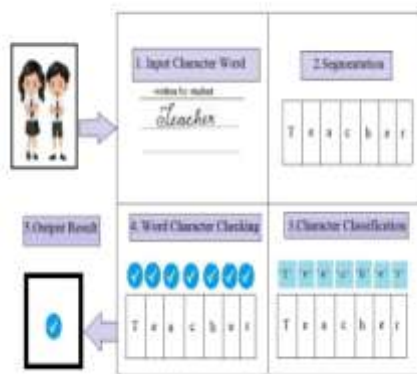 1. Input Character Word
written by student
Teacher
2.Segmentation
T e a c h e r
5.Output Result
4. Word Character Checking
T e a c h e r
3.Character Classification
T e a c h e r
T e a c h e r